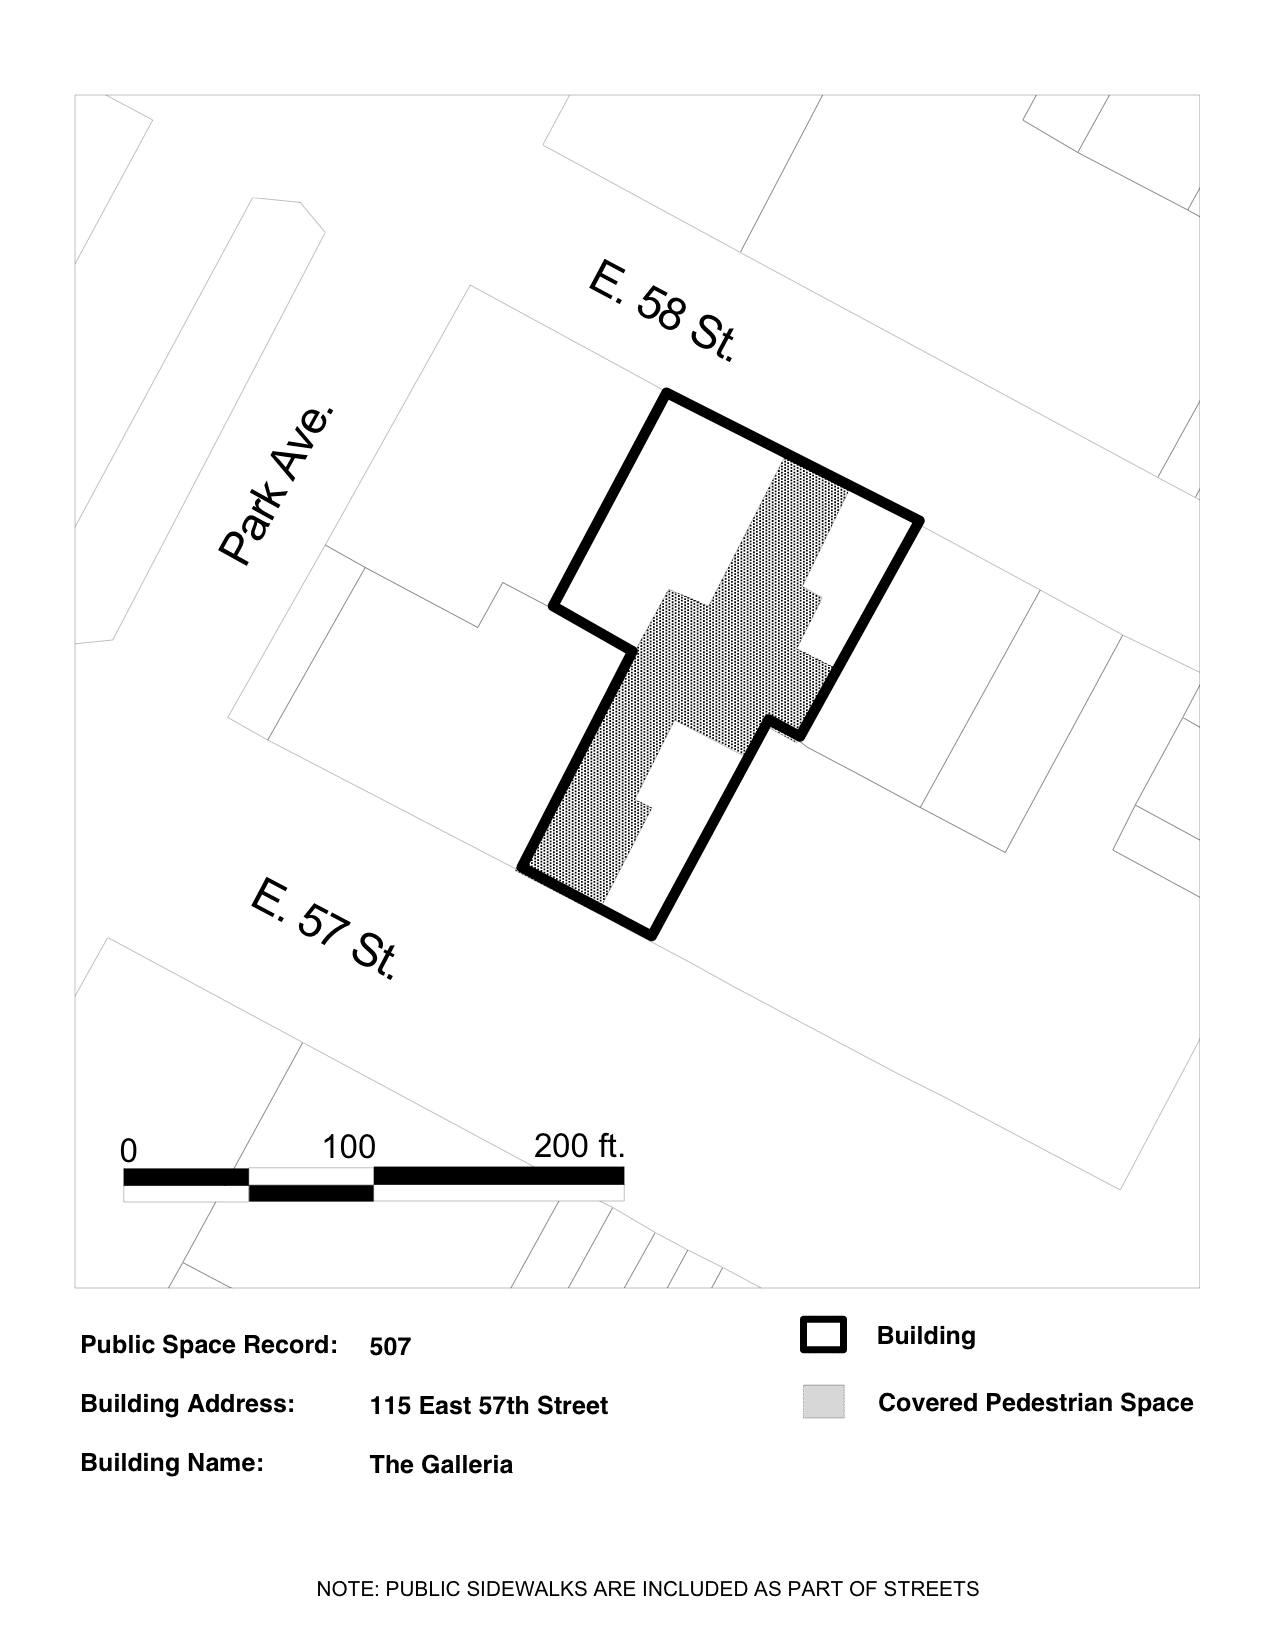 E. 58 St.
Park Ave.
E. 57 St.
0 100 200 ft.
Public Space Record: 507
Building Address: 115 East 57th Street
Building Name: The Galleria
Building
Covered Pedestrian Space
NOTE: PUBLIC SIDEWALKS ARE INCLUDED AS PART OF STREETS